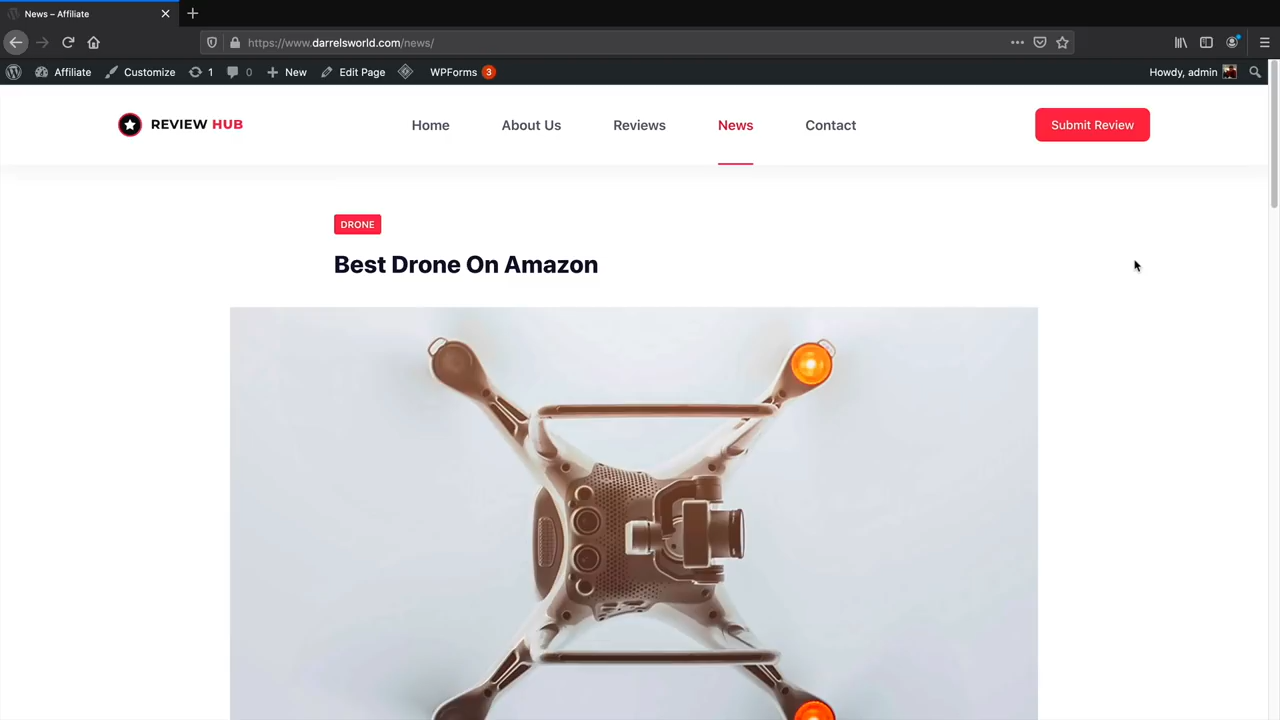 News – Affiliate
https://www.darrelsworld.com/news/
Affiliate Customize 1 0 New Edit Page WPForms 3 Howdy, admin
REVIEW HUB Home About Us Reviews News Contact Submit Review
DRONE
Best Drone On Amazon